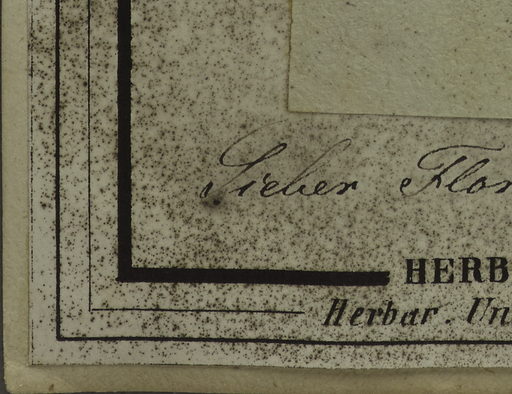 Sieber Flor
HERB
Herbar. Un